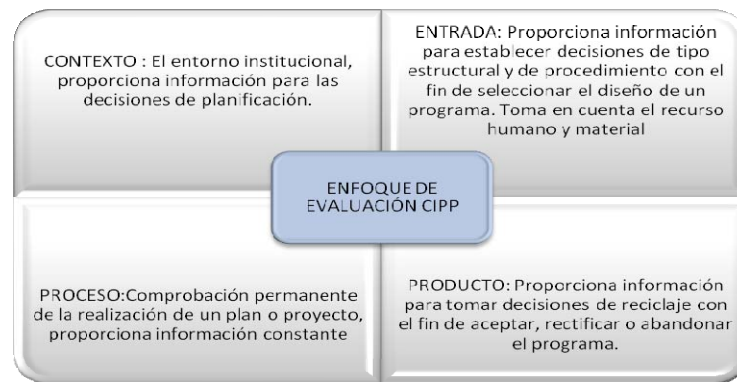 CONTEXTO : El entorno institucional,
proporciona información para las
decisiones de planificación.
ENTRADA: Proporciona información
para establecer decisiones de tipo
estructural y de procedimiento con el
fin de seleccionar el diseño de un
programa. Toma en cuenta el recurso
humano y material
ENFOQUE DE
EVALUACIÓN CIPP
PROCESO:Comprobación permanente
de la realización de un plan o proyecto,
proporciona información constante
PRODUCTO: Proporciona información
para tomar decisiones de reciclaje con
el fin de aceptar, rectificar o abandonar
el programa.